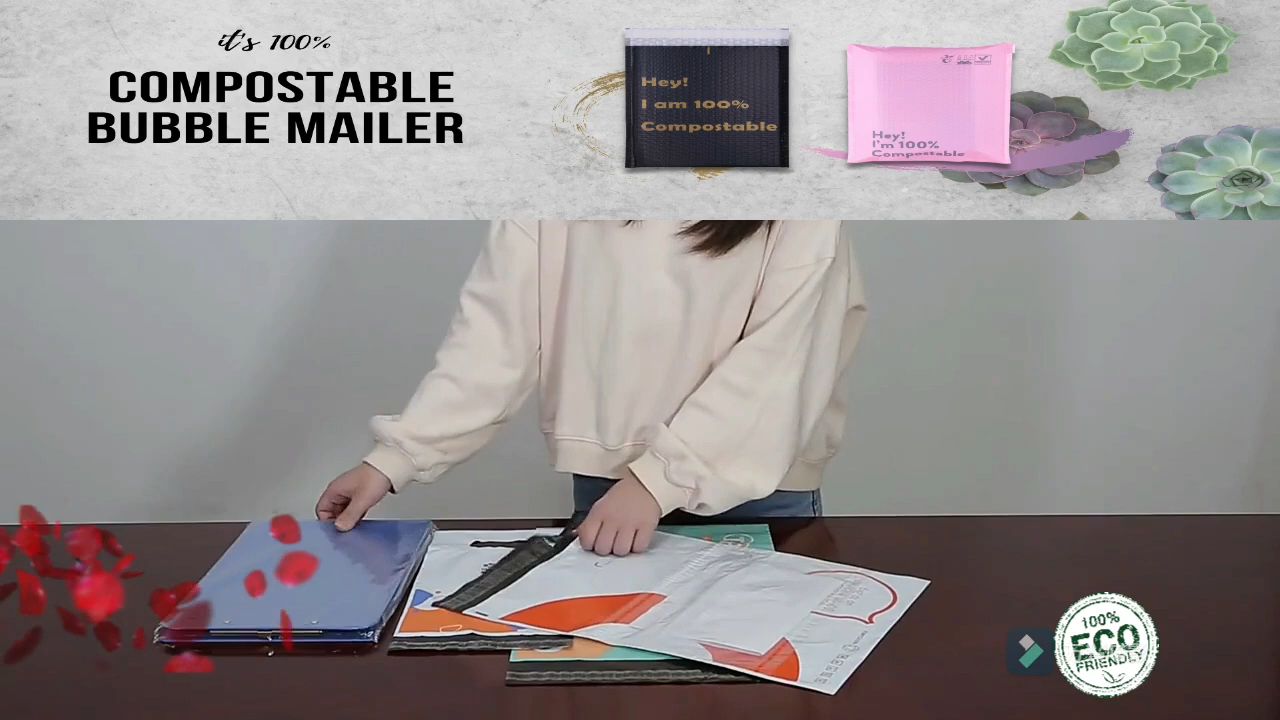 it's 100%
COMPOSTABLE
BUBBLE MAILER
Hey!
I am 100%
Compostable
Hey!
I'm 100%
Compostable
100%
ECO
FRIENDLY